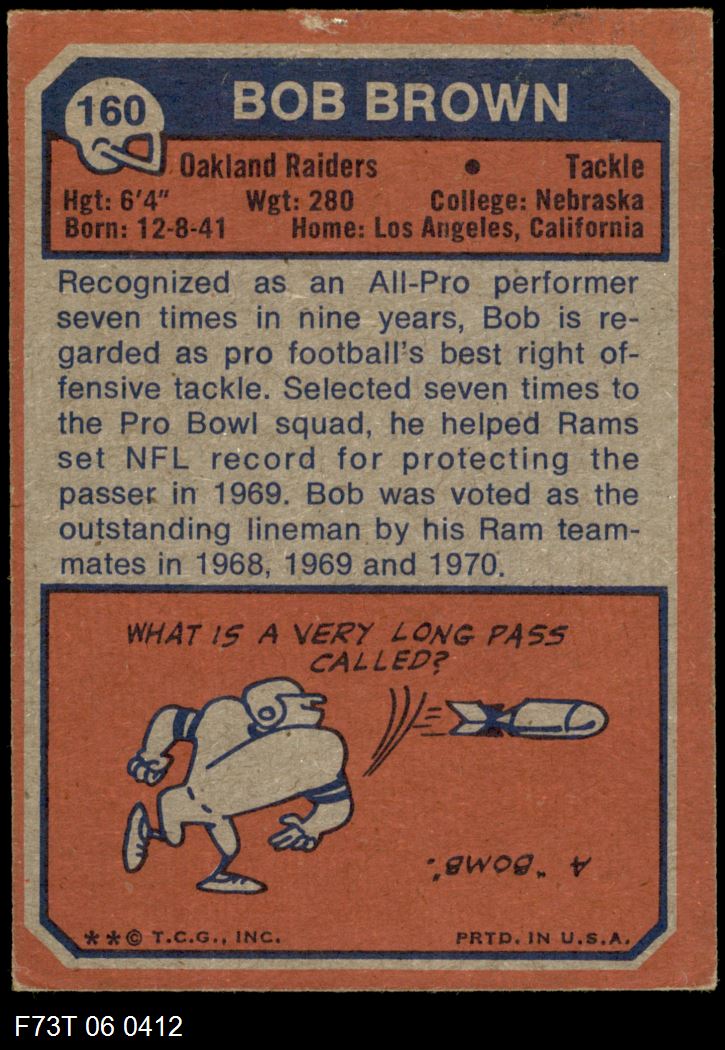 160
BOB BROWN
Oakland Raiders • Tackle
Hgt: 6'4" Wgt: 280 College: Nebraska
Born: 12-8-41 Home: Los Angeles, California
Recognized as an All-Pro performer
seven times in nine years, Bob is re-
garded as pro football's best right of-
fensive tackle. Selected seven times to
the Pro Bowl squad, he helped Rams
set NFL record for protecting the
passer in 1969. Bob was voted as the
outstanding lineman by his Ram team-
mates in 1968, 1969 and 1970.
WHAT IS A VERY LONG PASS
CALLED?
A "BOMB".
**© T.C.G., INC. PRTD. IN U.S.A.
F73T 06 0412